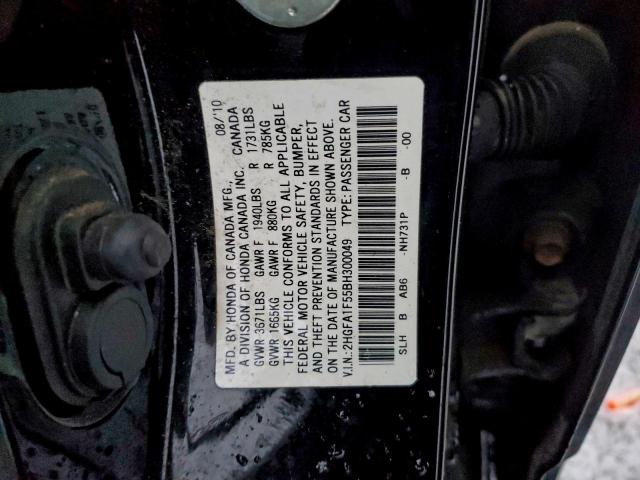 MFD. BY HONDA OF CANADA MFG., 08/'10
A DIVISION OF HONDA CANADA INC. CANADA
GVWR 3671LBS GAWR F 1940LBS R 1731LBS
GVWR 1665KG GAWR F 880KG R 785KG
THIS VEHICLE CONFORMS TO ALL APPLICABLE
FEDERAL MOTOR VEHICLE SAFETY, BUMPER,
AND THEFT PREVENTION STANDARDS IN EFFECT
ON THE DATE OF MANUFACTURE SHOWN ABOVE.
V.I.N.: 2HGFA1F55BH300049 TYPE: PASSENGER CAR
SLH B AB6 -NH731P -B -00